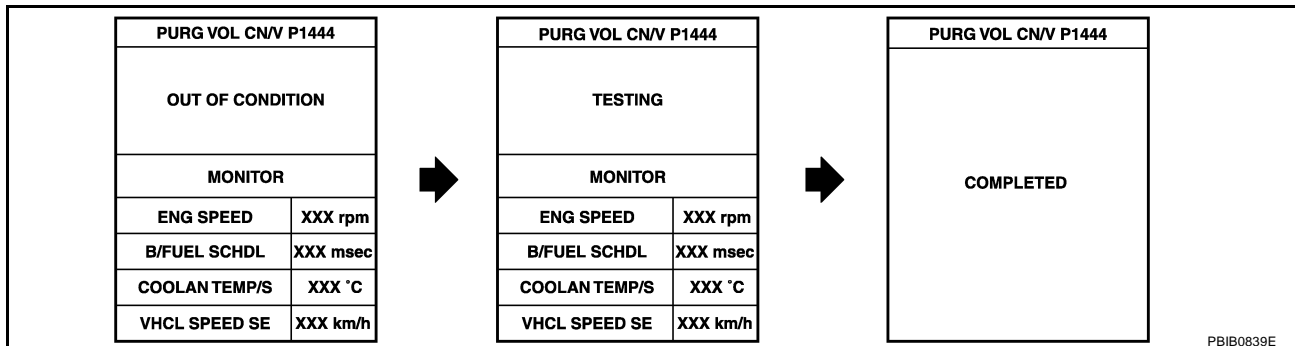 PURG VOL CN/V P1444
OUT OF CONDITION
MONITOR
ENG SPEED XXX rpm
B/FUEL SCHDL XXX msec
COOLAN TEMP/S XXX °C
VHCL SPEED SE XXX km/h
PURG VOL CN/V P1444
TESTING
MONITOR
ENG SPEED XXX rpm
B/FUEL SCHDL XXX msec
COOLAN TEMP/S XXX °C
VHCL SPEED SE XXX km/h
PURG VOL CN/V P1444
COMPLETED
PBIB0839E